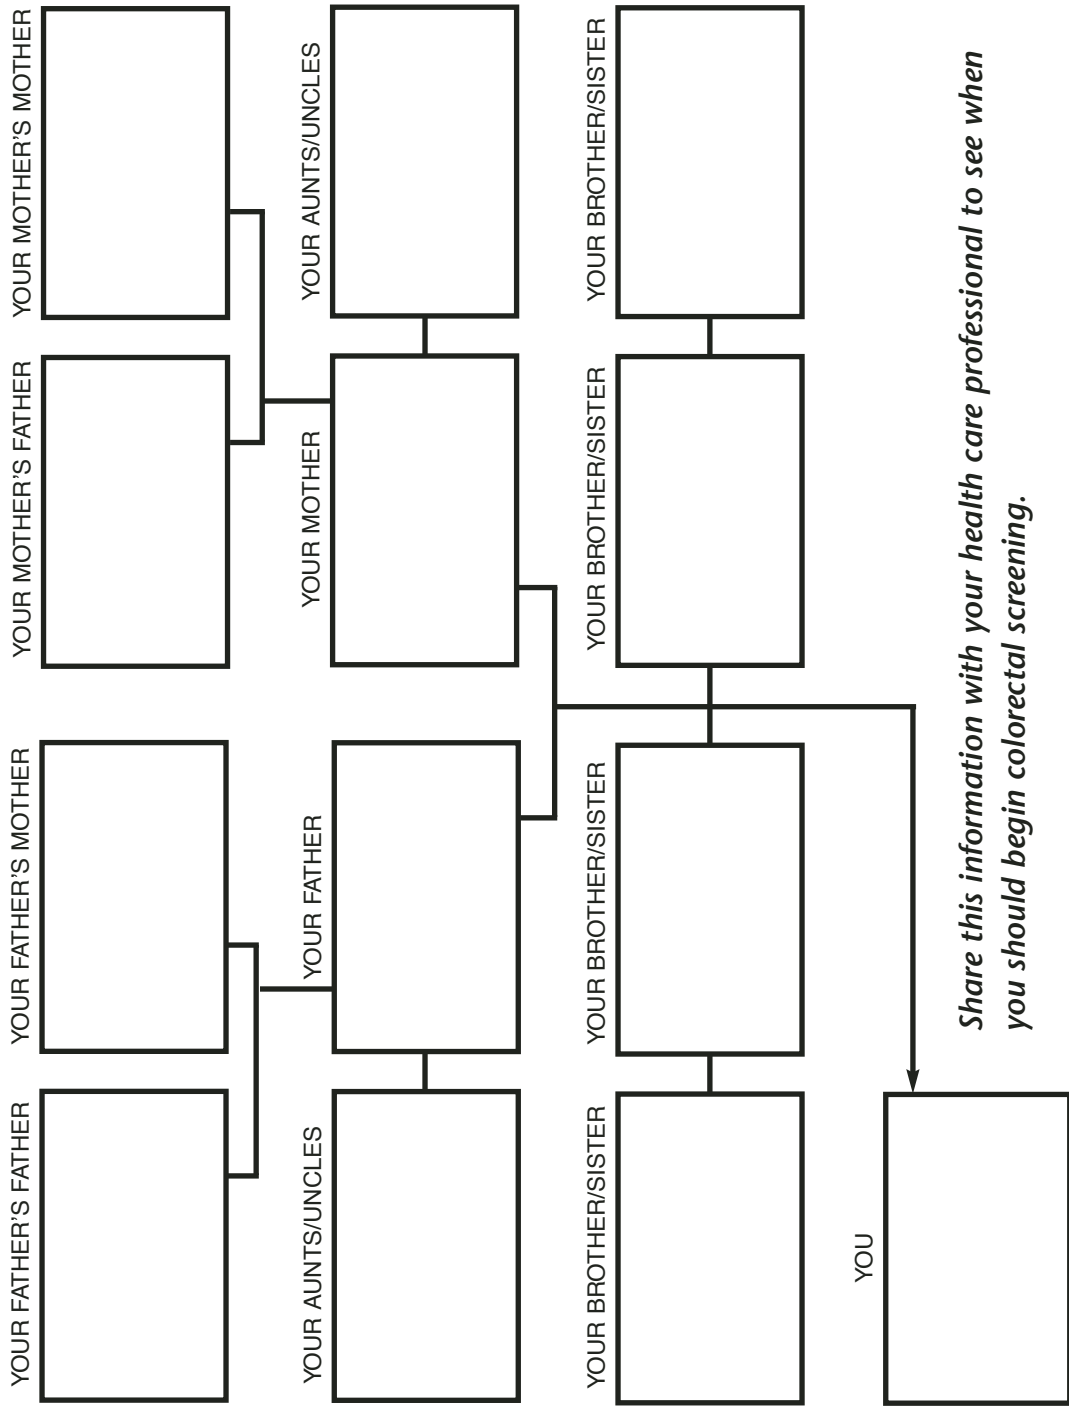 YOUR FATHER'S FATHER
YOUR FATHER'S MOTHER
YOUR MOTHER'S FATHER
YOUR MOTHER'S MOTHER
YOUR AUNTS/UNCLES
YOUR FATHER
YOUR MOTHER
YOUR AUNTS/UNCLES
YOUR BROTHER/SISTER
YOUR BROTHER/SISTER
YOUR BROTHER/SISTER
YOUR BROTHER/SISTER
YOU
Share this information with your health care professional to see when
you should begin colorectal screening.